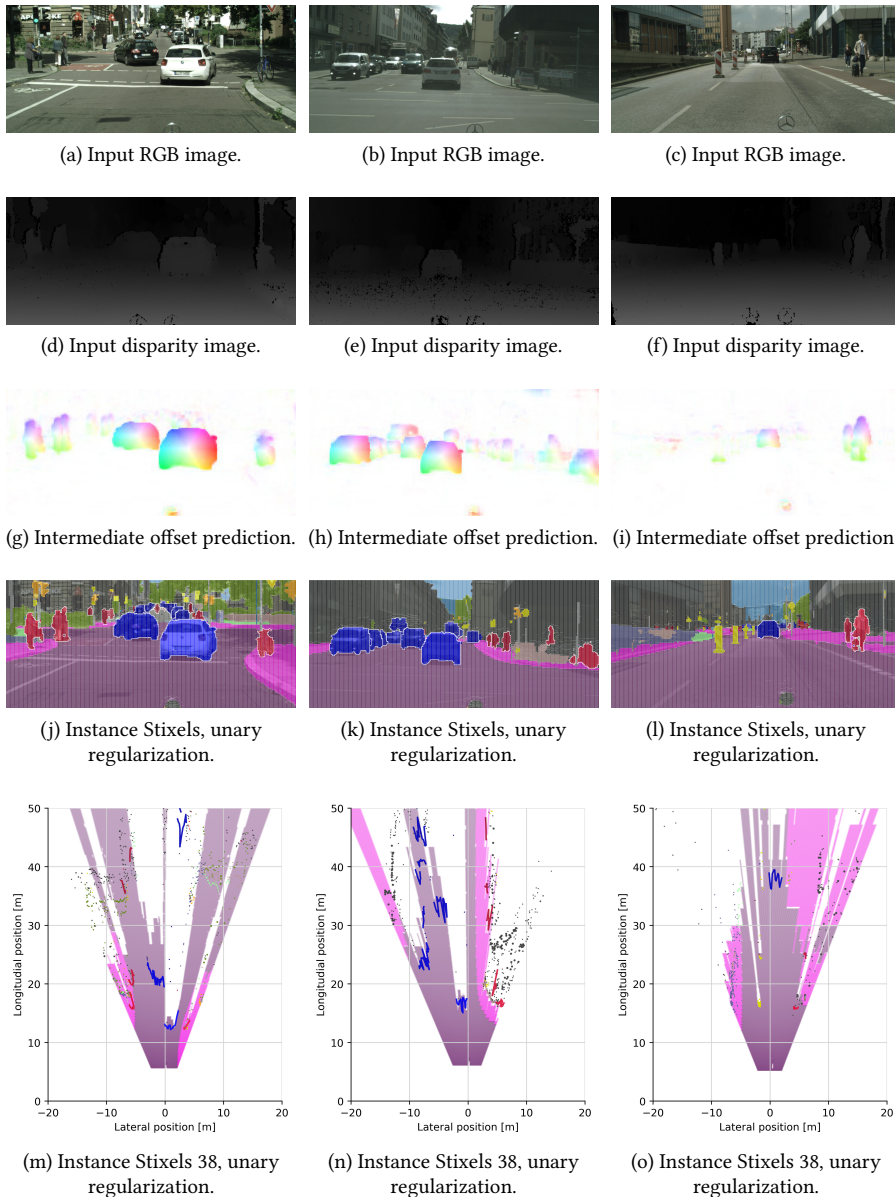 (a) Input RGB image.
(b) Input RGB image.
(c) Input RGB image.
(d) Input disparity image.
(e) Input disparity image.
(f) Input disparity image.
(g) Intermediate offset prediction.
(h) Intermediate offset prediction.
(i) Intermediate offset prediction
(j) Instance Stixels, unary
regularization.
(k) Instance Stixels, unary
regularization.
(l) Instance Stixels, unary
regularization.
50
40
30
20
10
0
Longitudial position [m]
−20
−10
0
10
20
Lateral position [m]
50
40
30
20
10
0
Longitudial position [m]
−20
−10
0
10
20
Lateral position [m]
50
40
30
20
10
0
Longitudial position [m]
−20
−10
0
10
20
Lateral position [m]
(m) Instance Stixels 38, unary
regularization.
(n) Instance Stixels 38, unary
regularization.
(o) Instance Stixels 38, unary
regularization.